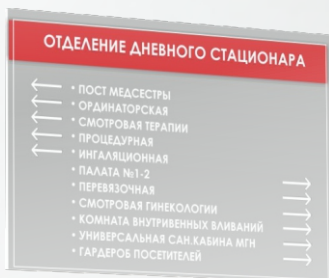 ОТДЕЛЕНИЕ ДНЕВНОГО СТАЦИОНАРА
• ПОСТ МЕДСЕСТРЫ
• ОРДИНАТОРСКАЯ
• СМОТРОВАЯ ТЕРАПИИ
• ПРОЦЕДУРНАЯ
• ИНГАЛЯЦИОННАЯ
• ПАЛАТА №1-2
• ПЕРЕВЯЗОЧНАЯ
• СМОТРОВАЯ ГИНЕКОЛОГИИ
• КОМНАТА ВНУТРИВЕННЫХ ВЛИВАНИЙ
• УНИВЕРСАЛЬНАЯ САН.КАБИНА МГН
• ГАРДЕРОБ ПОСЕТИТЕЛЕЙ